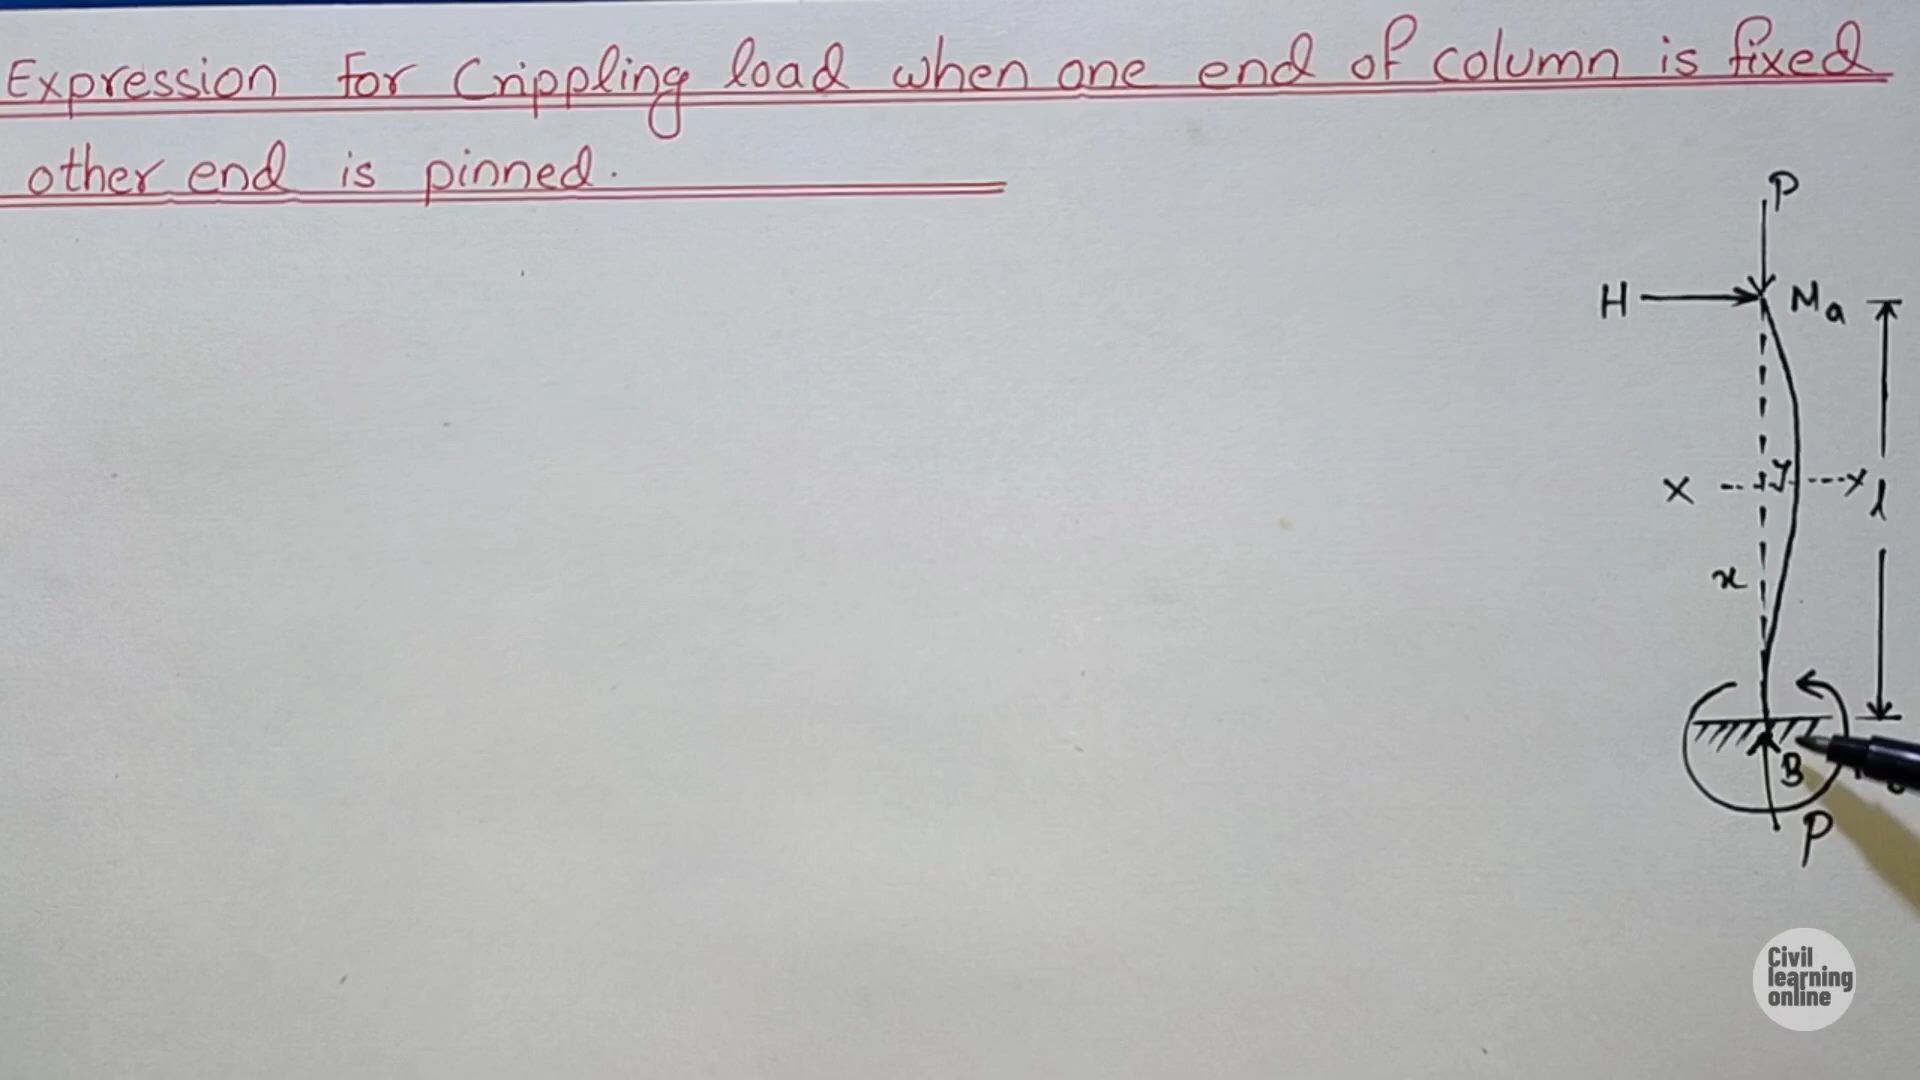 Expression for Crippling load when one end of column is fixed
other end is pinned.
P
H
Ma
X
y
x
l
x
B
P
Civil
learning
online